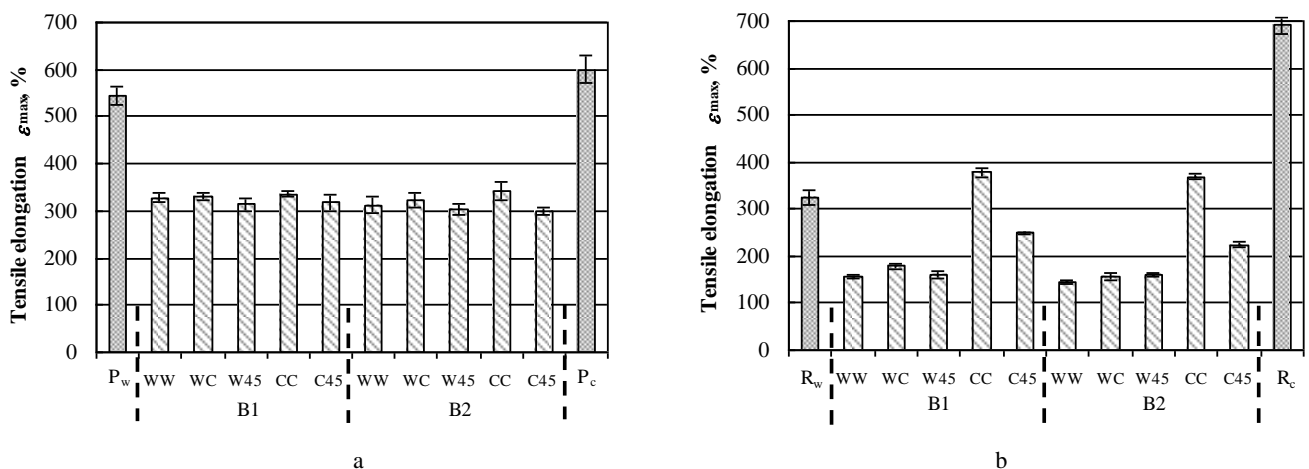 Tensile elongation εmax, %
700
600
500
400
300
200
100
0
Pw WW WC W45 CC C45 WW WC W45 CC C45 Pc
B1 B2
a
Tensile elongation εmax, %
700
600
500
400
300
200
100
0
Rw WW WC W45 CC C45 WW WC W45 CC C45 Rc
B1 B2
b